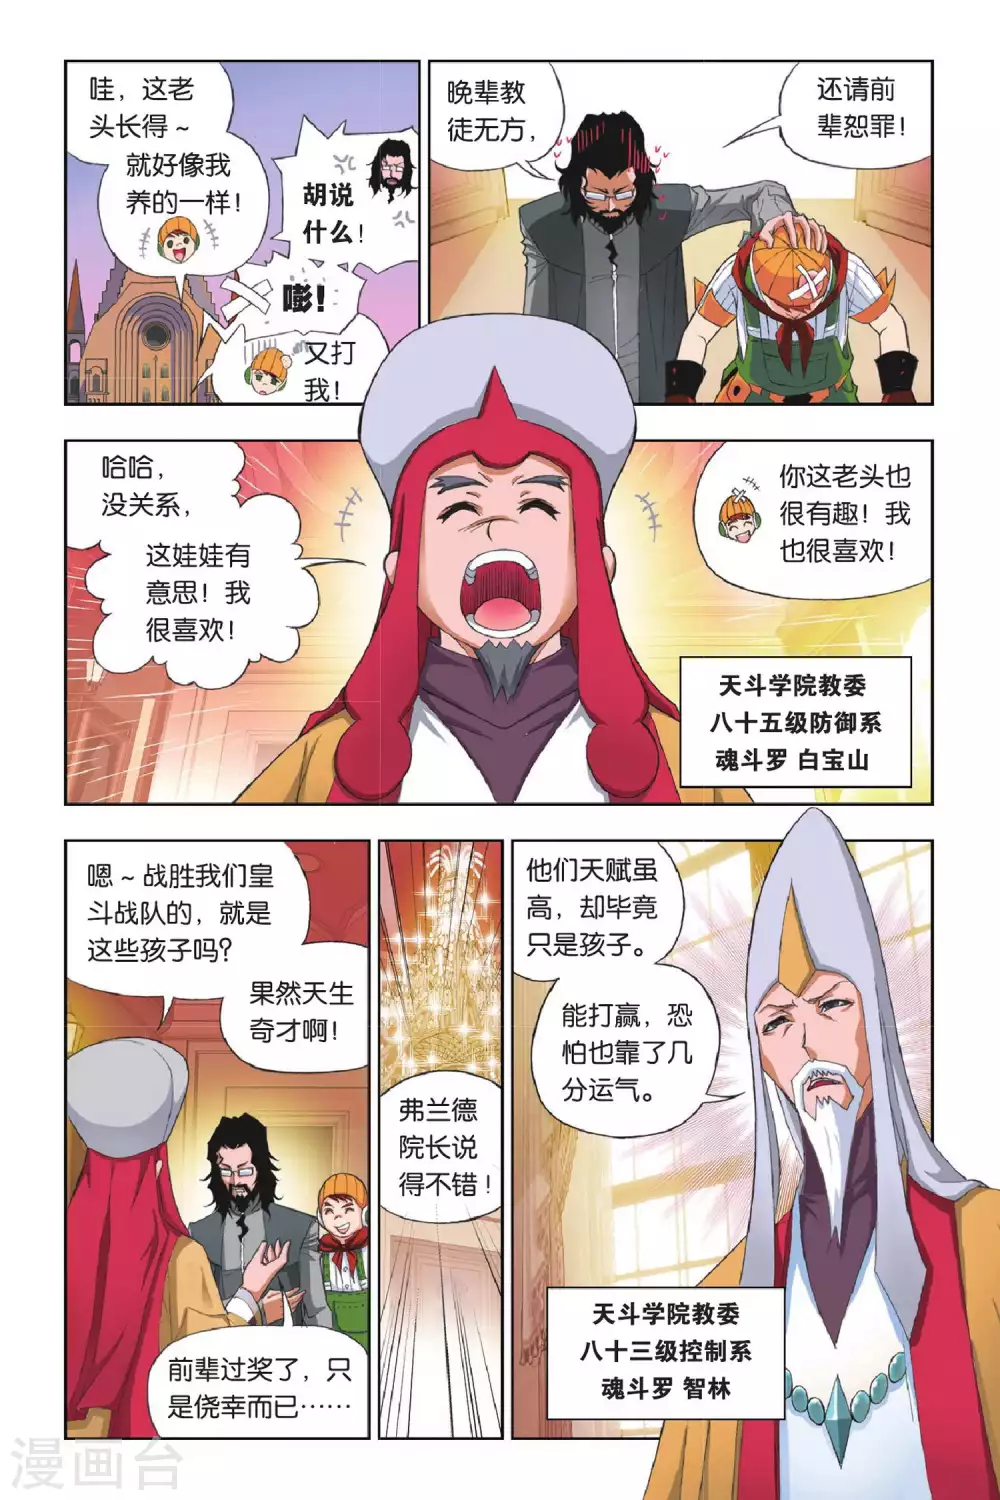 哇，这老
头长得～
就好像我
养的一样！
胡说
什么！
嘭！
又打
我！
晚辈教
徒无方，
还请前
辈恕罪！
哈哈，
没关系，
这娃娃有
意思！我
很喜欢！
你这老头也
很有趣！我
也很喜欢！
天斗学院教委
八十五级防御系
魂斗罗 白宝山
嗯～战胜我们皇
斗战队的，就是
这些孩子吗？
果然天生
奇才啊！
前辈过奖了，只
是侥幸而已……
弗兰德
院长说
得不错！
他们天赋虽
高，却毕竟
只是孩子。
能打赢，恐
怕也靠了几
分运气。
天斗学院教委
八十三级控制系
魂斗罗 智林
漫画台